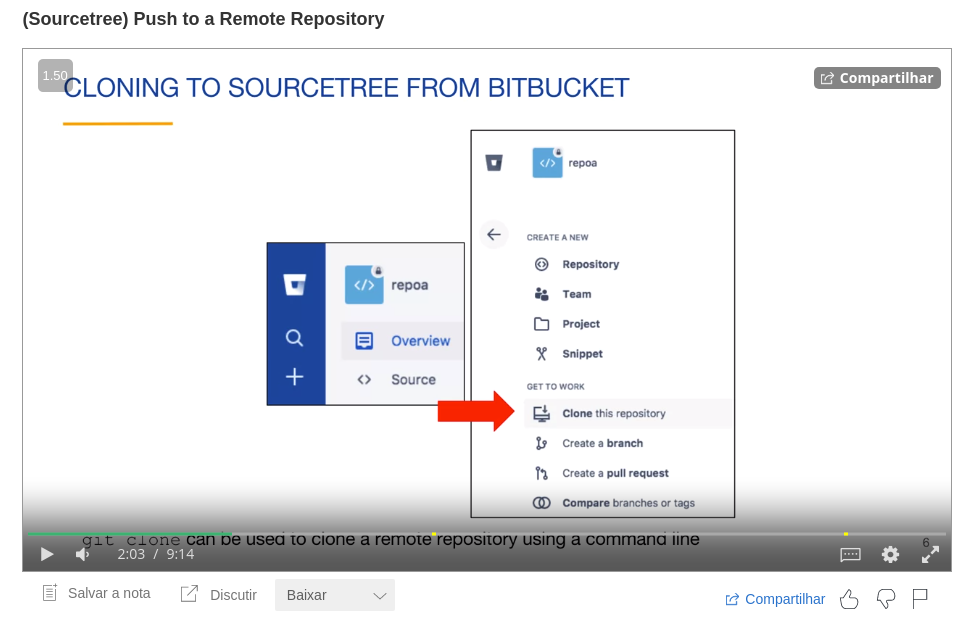 (Sourcetree) Push to a Remote Repository
1.50
CLONING TO SOURCETREE FROM BITBUCKET
Compartilhar
repoa
CREATE A NEW
Repository
Team
Project
Snippet
GET TO WORK
Clone this repository
Create a branch
Create a pull request
Compare branches or tags
repoa
Overview
Source
git clone can be used to clone a remote repository using a command line
6
2:03 / 9:14
Salvar a nota
Discutir
Baixar
Compartilhar